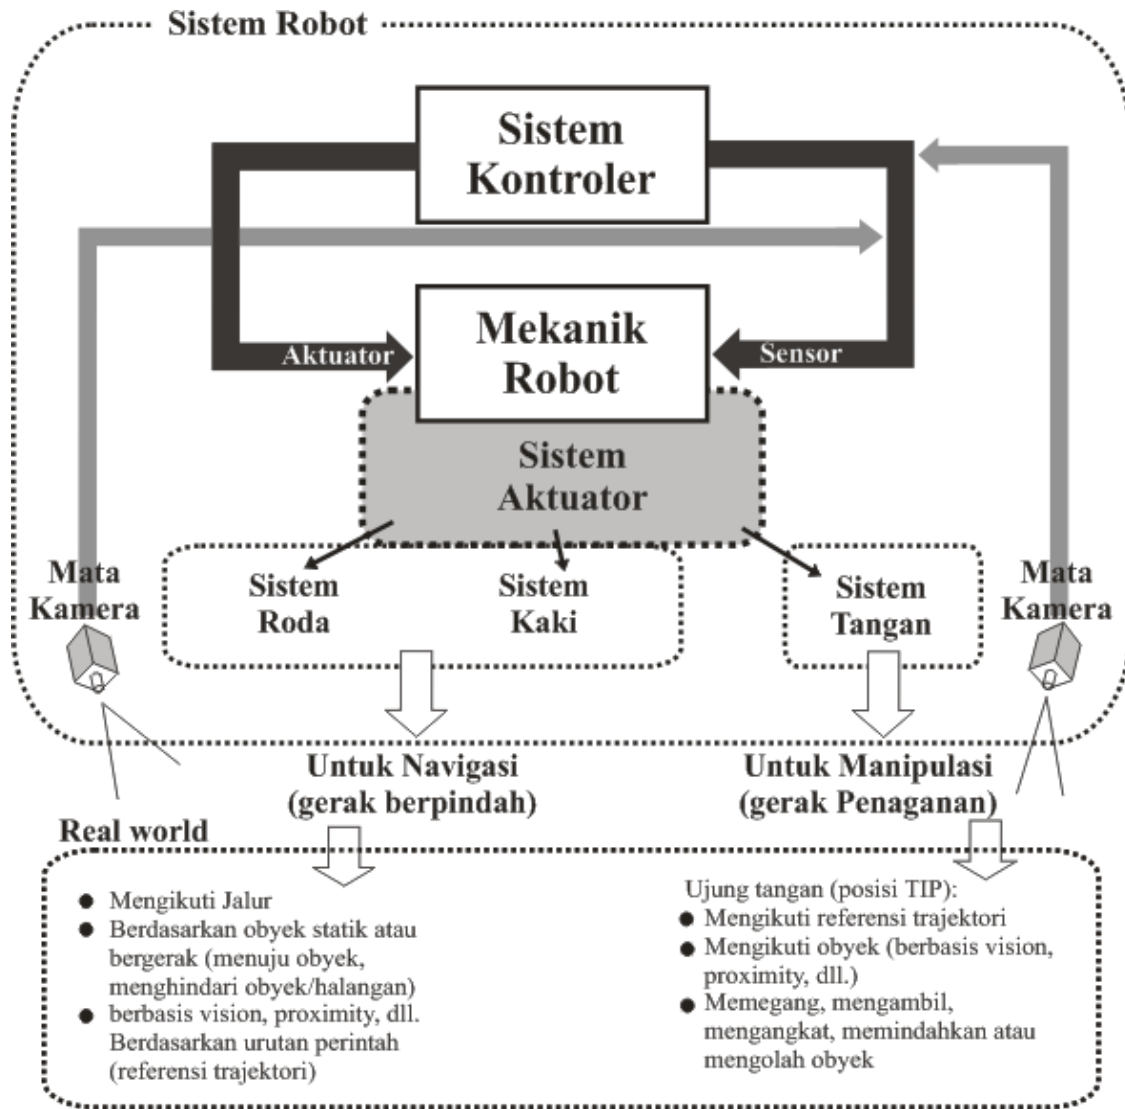 Sistem Robot
Sistem
Kontroler
Mekanik
Robot
Aktuator
Sensor
Sistem
Aktuator
Mata
Kamera
Sistem
Roda
Sistem
Kaki
Sistem
Tangan
Mata
Kamera
Untuk Navigasi
(gerak berpindah)
Untuk Manipulasi
(gerak Penaganan)
Real world
Mengikuti Jalur
Berdasarkan obyek statik atau
bergerak (menuju obyek,
menghindari obyek/halangan)
berbasis vision, proximity, dll.
Berdasarkan urutan perintah
(referensi trajektori)
Ujung tangan (posisi TIP):
Mengikuti referensi trajektori
Mengikuti obyek (berbasis vision,
proximity, dll.)
Memegang, mengambil,
mengangkat, memindahkan atau
mengolah obyek